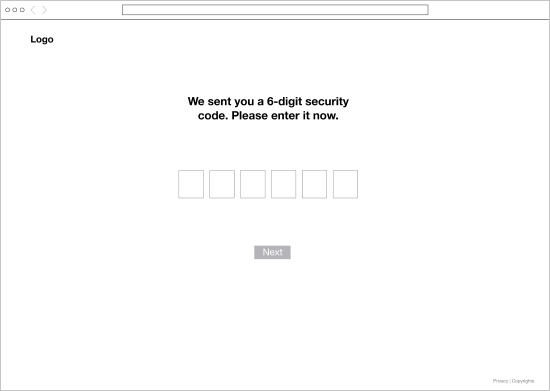 Logo
We sent you a 6-digit security
code. Please enter it now.
Next
Privacy | Copyrights